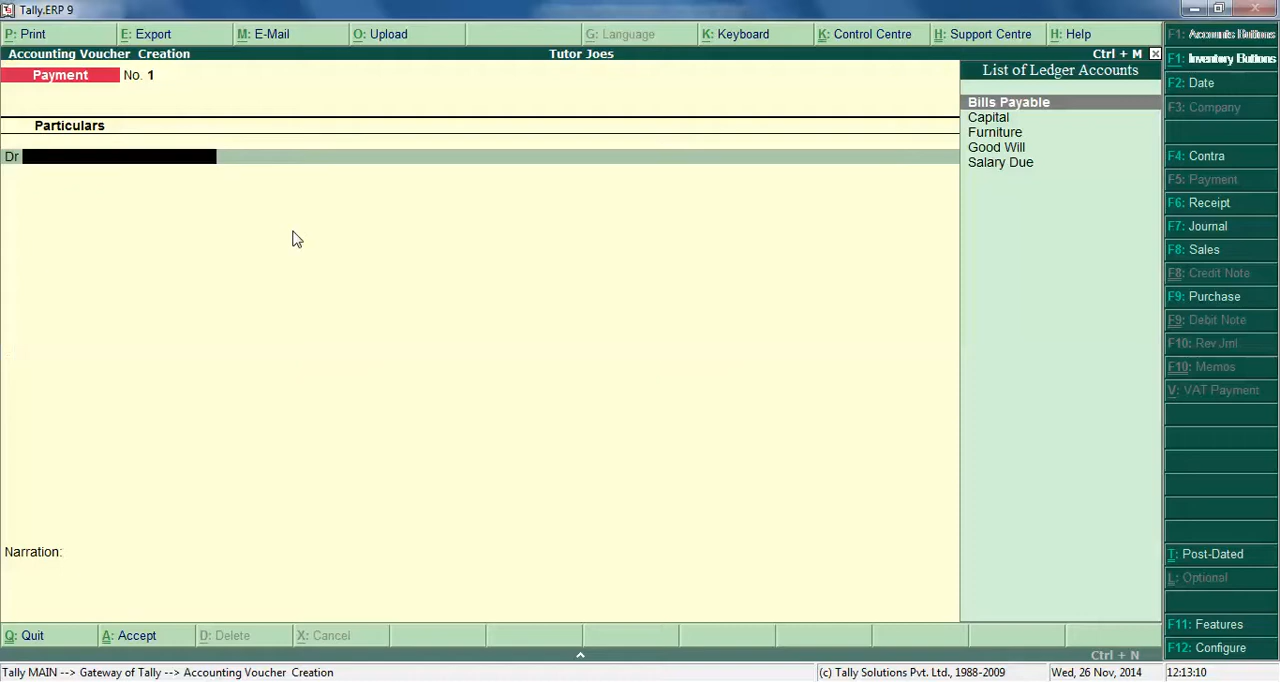 Tally.ERP 9
P: Print
E: Export
M: E-Mail
O: Upload
G: Language
K: Keyboard
K: Control Centre
H: Support Centre
H: Help
Accounting Voucher Creation
Tutor Joes
Ctrl + M
Payment No. 1
Particulars
Dr
Narration:
List of Ledger Accounts
Bills Payable
Capital
Furniture
Good Will
Salary Due
F1: Accounts Buttons
F1: Inventory Buttons
F2: Date
F3: Company
F4: Contra
F5: Payment
F6: Receipt
F7: Journal
F8: Sales
F8: Credit Note
F9: Purchase
F9: Debit Note
F10: Rev Jrnl
F10: Memos
V: VAT Payment
T: Post-Dated
L: Optional
F11: Features
F12: Configure
Q: Quit
A: Accept
D: Delete
X: Cancel
Ctrl + N
Tally MAIN --> Gateway of Tally --> Accounting Voucher Creation
(c) Tally Solutions Pvt. Ltd., 1988-2009
Wed, 26 Nov, 2014
12:13:10